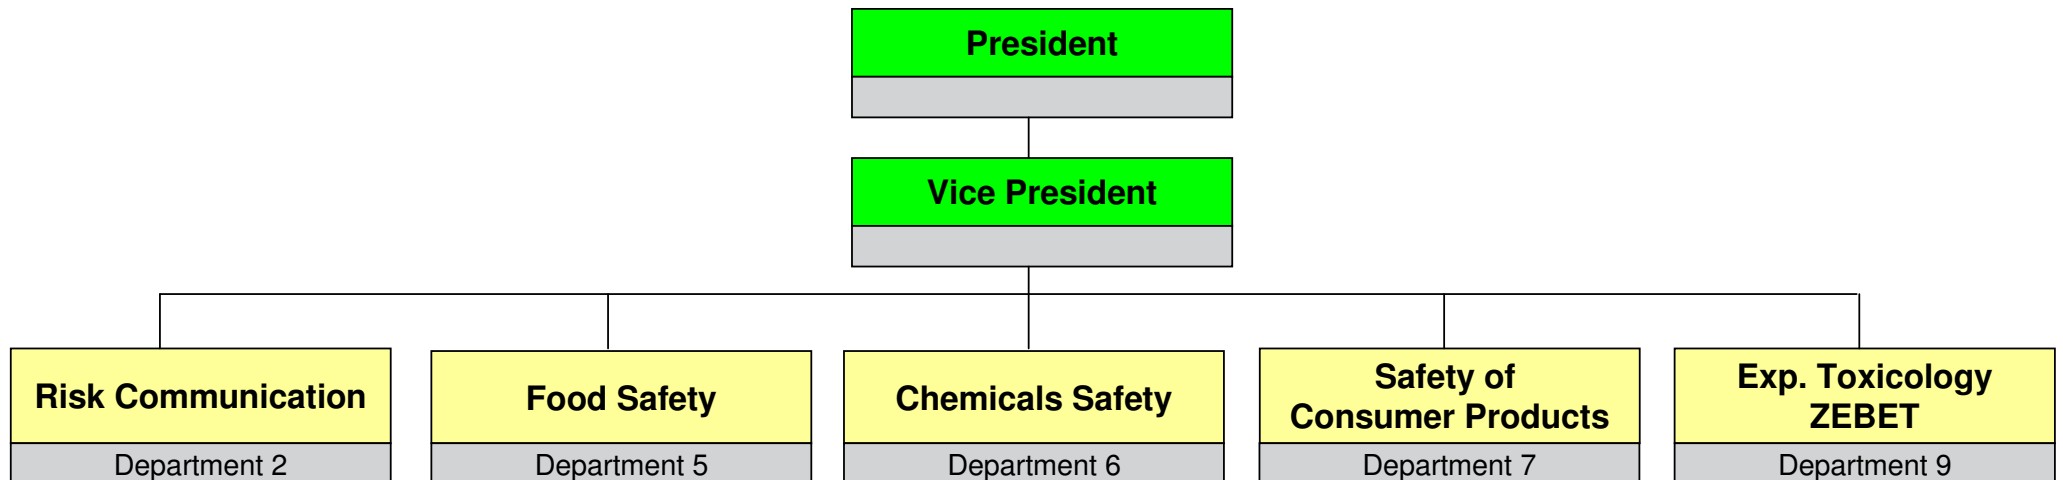 President
Vice President
Risk Communication
Department 2
Food Safety
Department 5
Chemicals Safety
Department 6
Safety of
Consumer Products
Department 7
Exp. Toxicology
ZEBET
Department 9